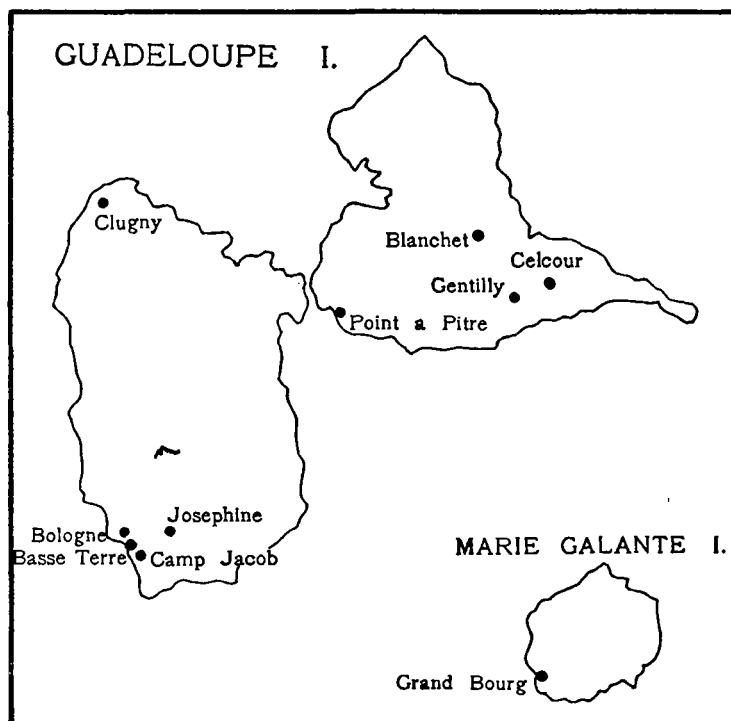 GUADELOUPE I.
Clugny
Blanchet
Celcour
Gentilly
Point a Pitre
Josephine
Bologne
Basse Terre
Camp Jacob
MARIE GALANTE I.
Grand Bourg